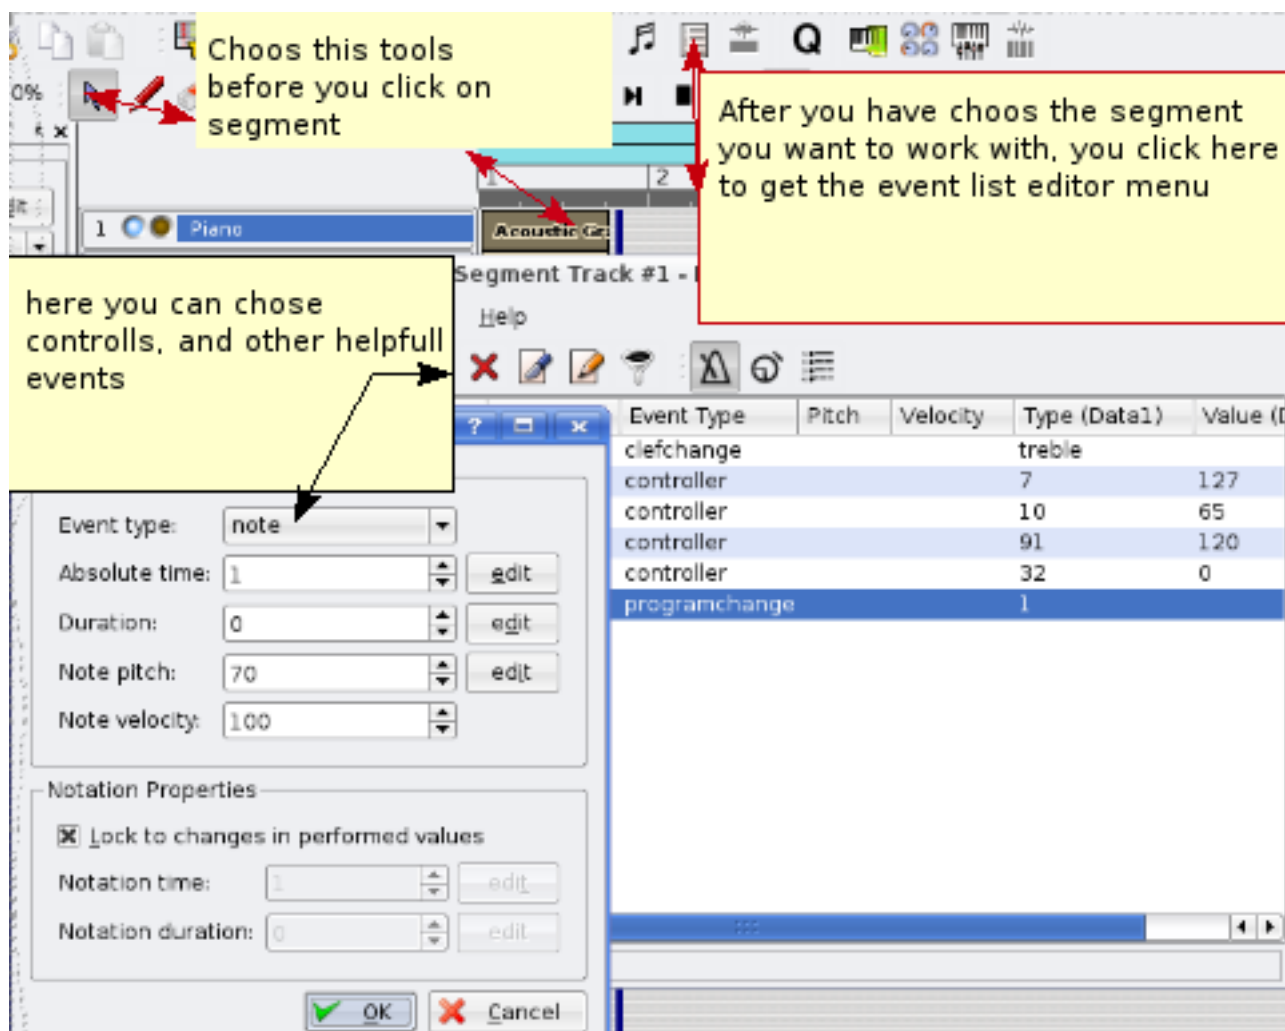 Choos this tools
before you click on
segment
0%
After you have choos the segment
you want to work with, you click here
to get the event list editor menu
1
2
1 Piano
Acoustic
here you can chose
controlls, and other helpfull
events
Segment Track #1 -
Help
Event Type Pitch Velocity Type (Data1) Value
clefchange treble
controller 7 127
controller 10 65
controller 91 120
controller 32 0
programchange 1
Event type: note
Absolute time: 1 edit
Duration: 0 edit
Note pitch: 70 edit
Note velocity: 100
Notation Properties
Lock to changes in performed values
Notation time: 1 edit
Notation duration: 0 edit
OK Cancel